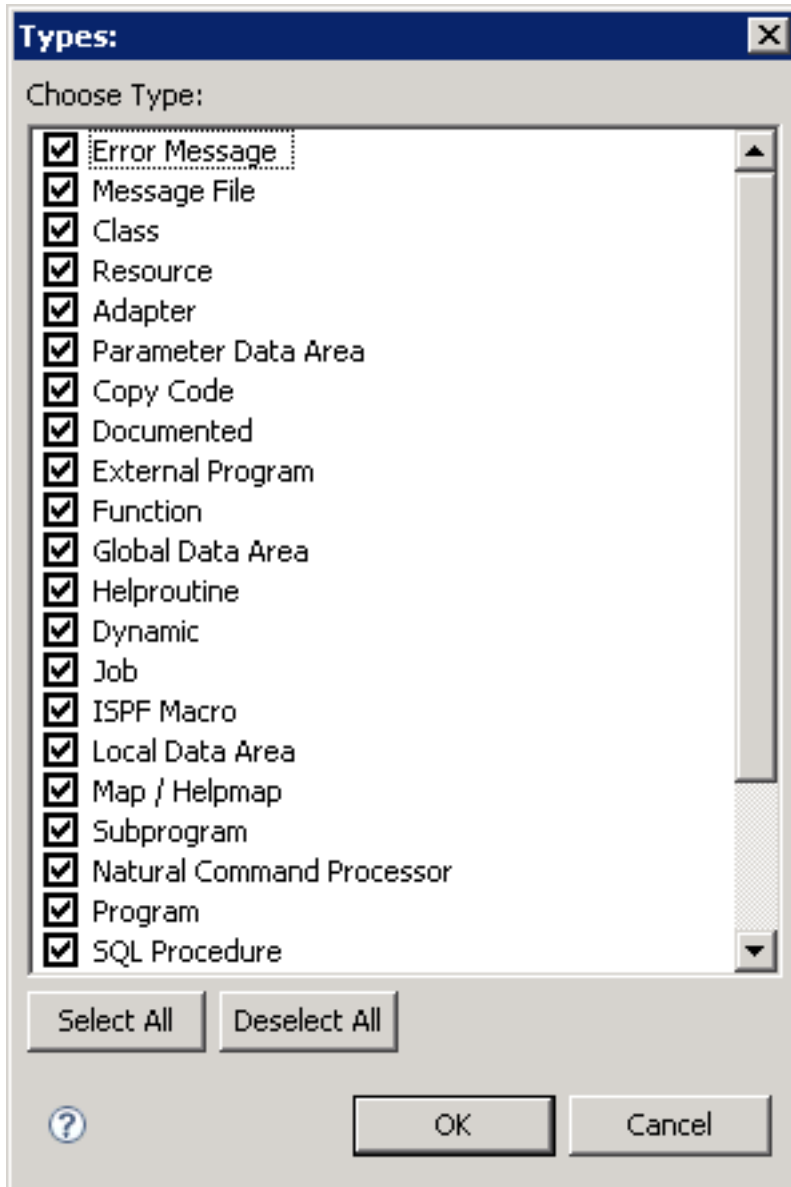 Types:
Choose Type:
Error Message
Message File
Class
Resource
Adapter
Parameter Data Area
Copy Code
Documented
External Program
Function
Global Data Area
Helproutine
Dynamic
Job
ISPF Macro
Local Data Area
Map / Helpmap
Subprogram
Natural Command Processor
Program
SQL Procedure
Select All Deselect All
? OK Cancel